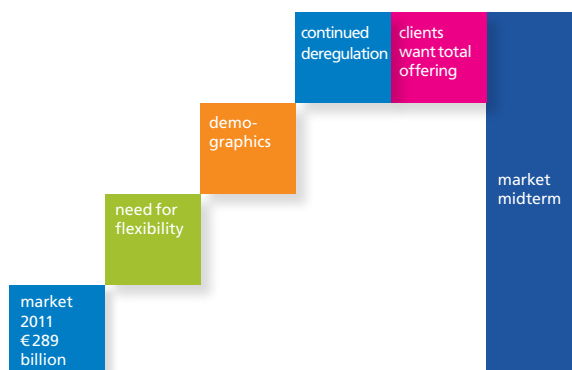 continued
deregulation
clients
want total
offering
demo-
graphics
market
midterm
need for
flexibility
market
2011
€289
billion